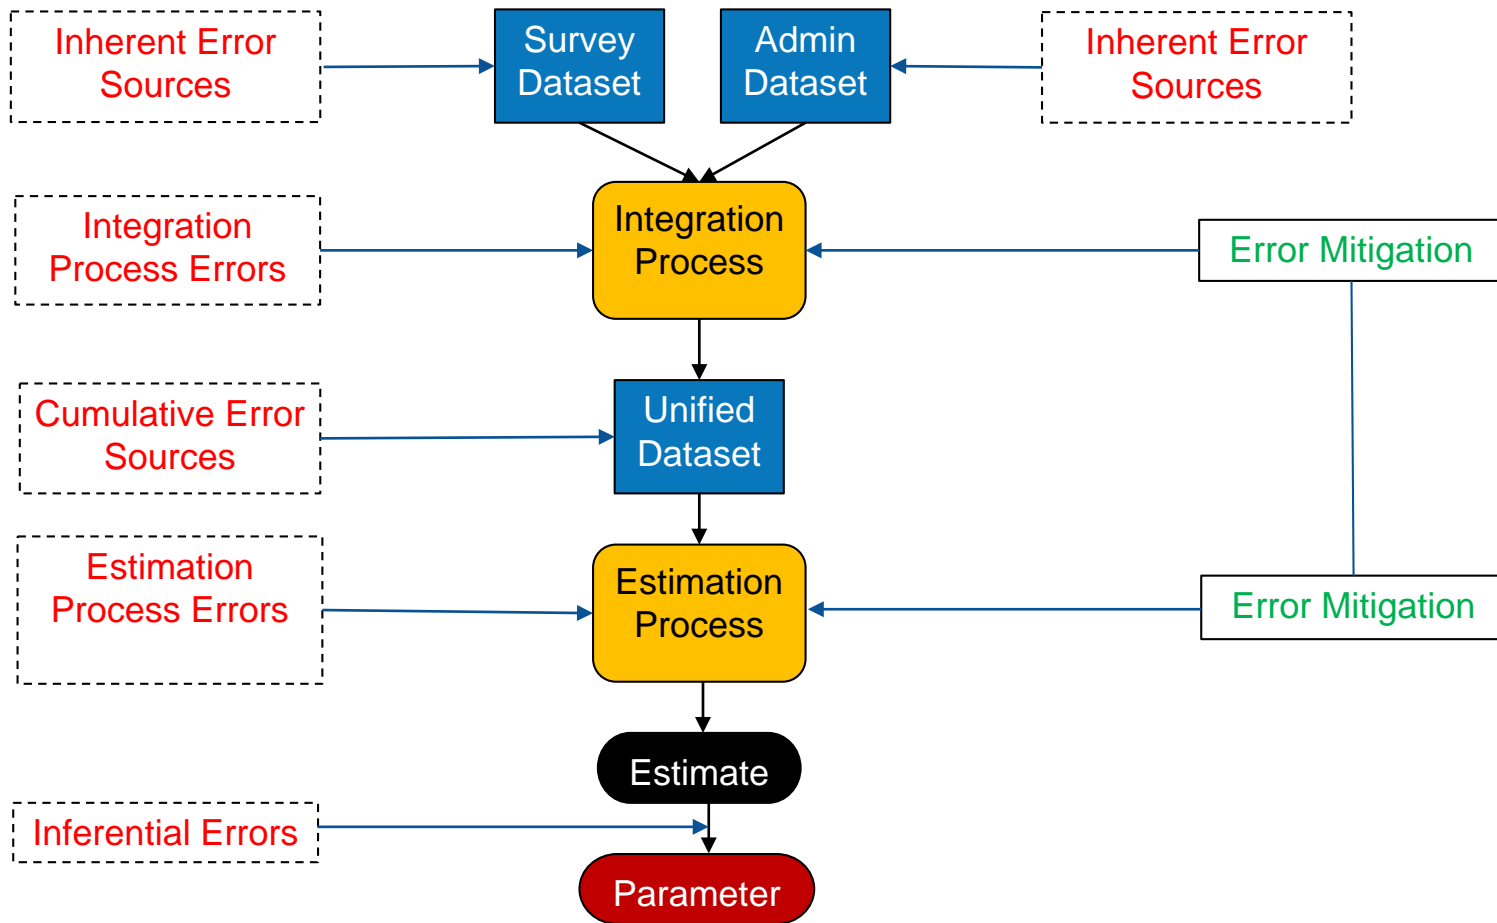 Inherent Error
Sources
Survey
Dataset
Admin
Dataset
Inherent Error
Sources
Integration
Process Errors
Integration
Process
Error Mitigation
Cumulative Error
Sources
Unified
Dataset
Estimation
Process Errors
Estimation
Process
Error Mitigation
Estimate
Inferential Errors
Parameter